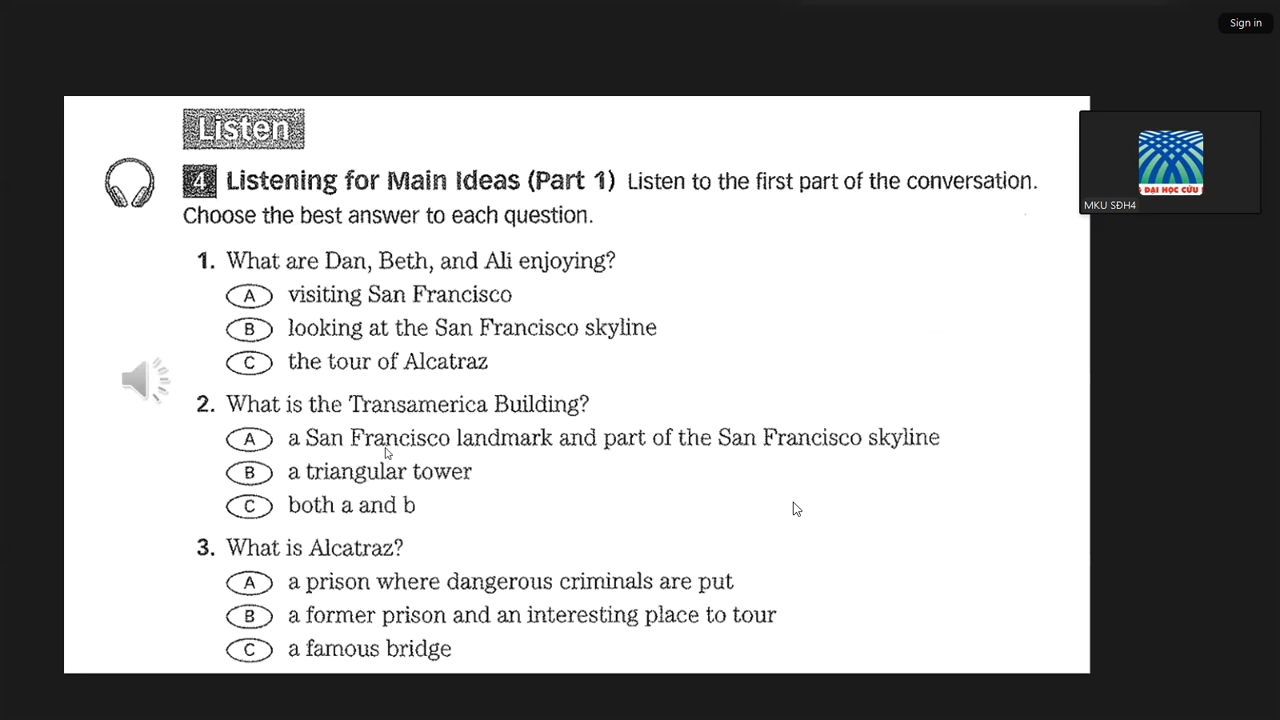 Sign in
Listen
4 Listening for Main Ideas (Part 1) Listen to the first part of the conversation.
Choose the best answer to each question.
1. What are Dan, Beth, and Ali enjoying?
A visiting San Francisco
B looking at the San Francisco skyline
C the tour of Alcatraz
2. What is the Transamerica Building?
A a San Francisco landmark and part of the San Francisco skyline
B a triangular tower
C both a and b
3. What is Alcatraz?
A a prison where dangerous criminals are put
B a former prison and an interesting place to tour
C a famous bridge
ĐẠI HỌC CỬU
MKU SĐH4